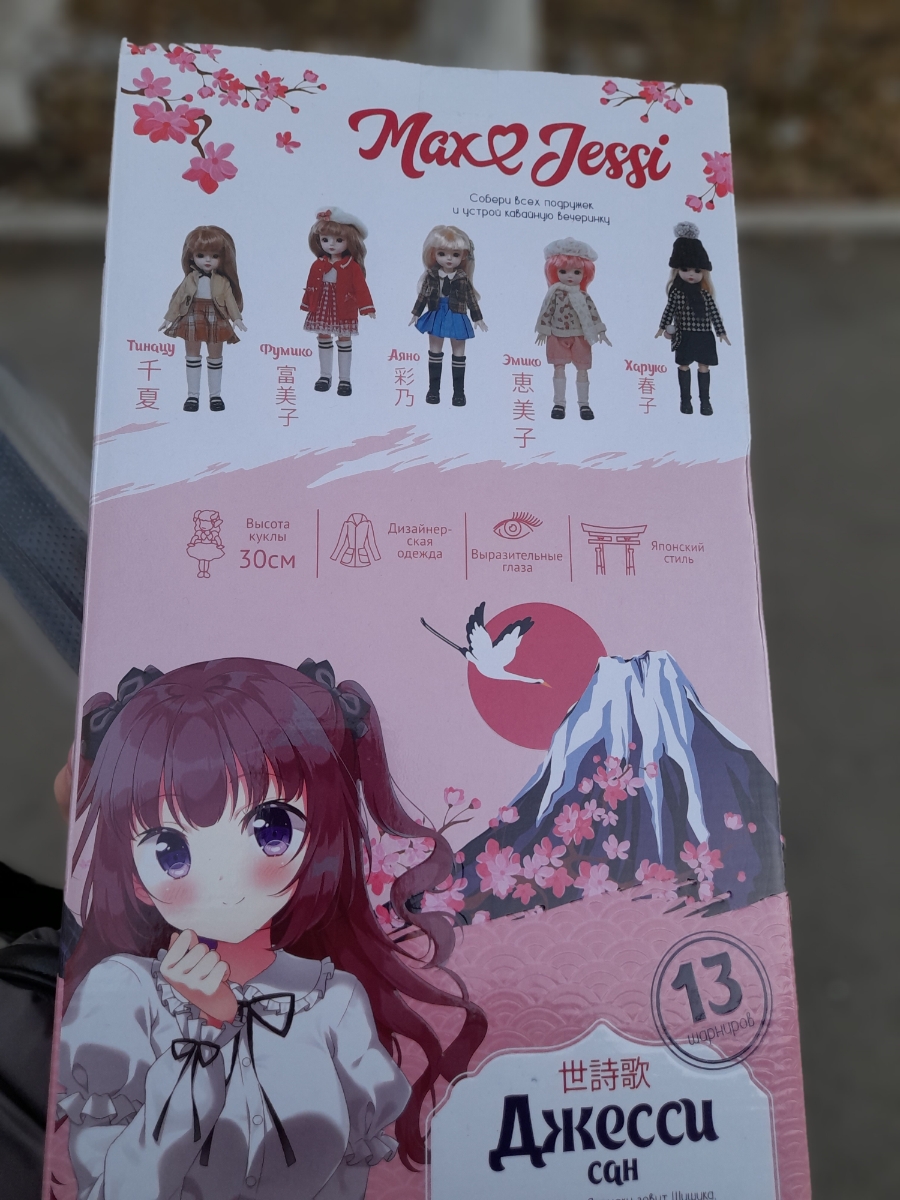 Max Jessi
Собери всех подружек
и устрой кавайную вечеринку
Тинацу
千夏
Фумико
富美子
Аяно
彩乃
Эмико
恵美子
Харуко
春子
Высота
куклы
30см
Дизайнер-
ская
одежда
Выразительные
глаза
Японский
стиль
13
шарниров
世詩歌
Джесси
сан
зовут Шицика,